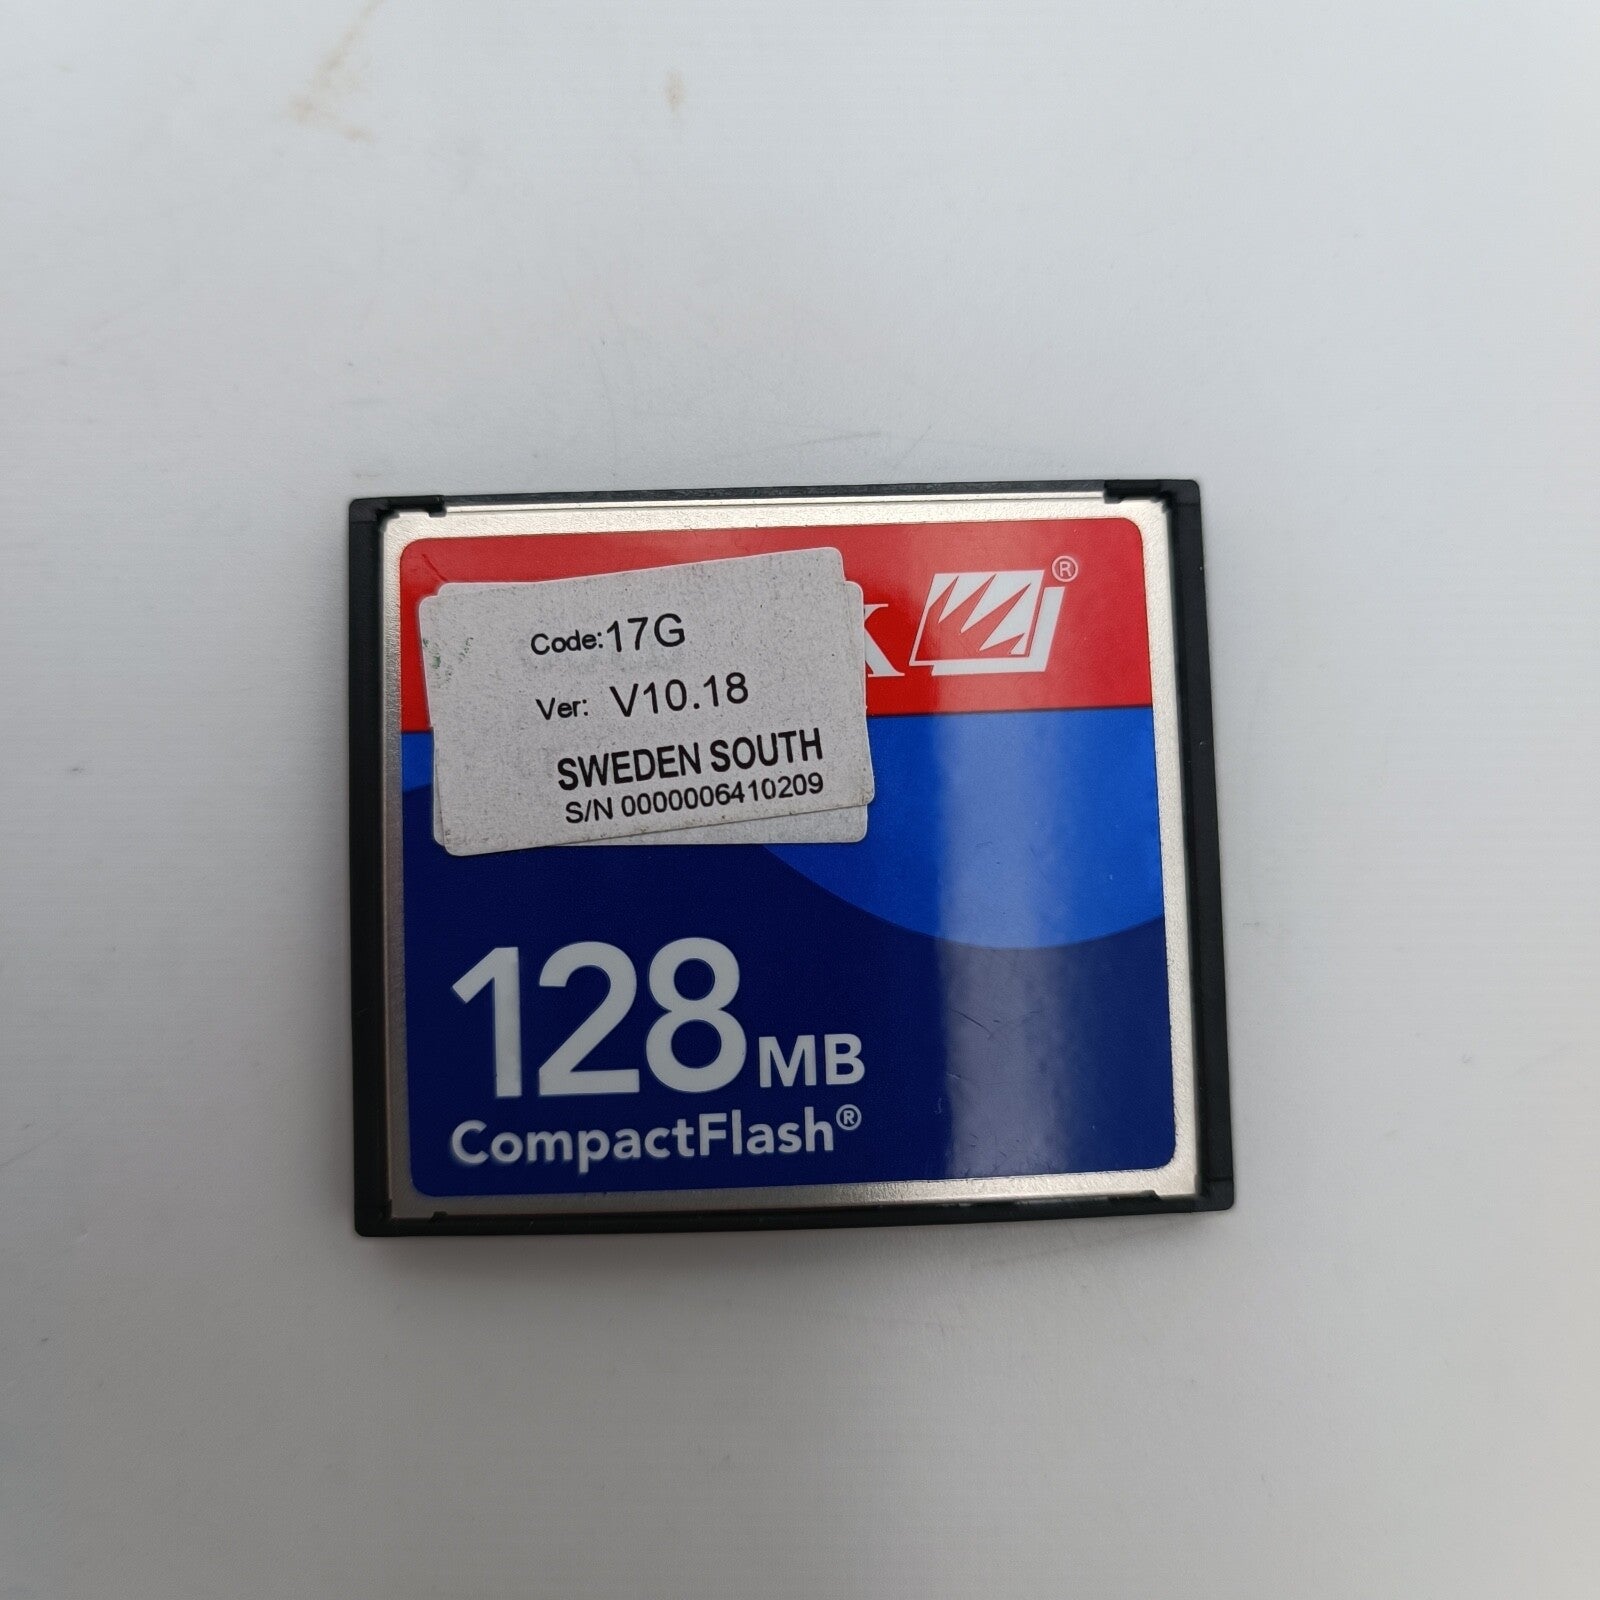 Code:17G
Ver: V10.18
SWEDEN SOUTH
S/N 0000006410209
K ®
128MB
CompactFlash®